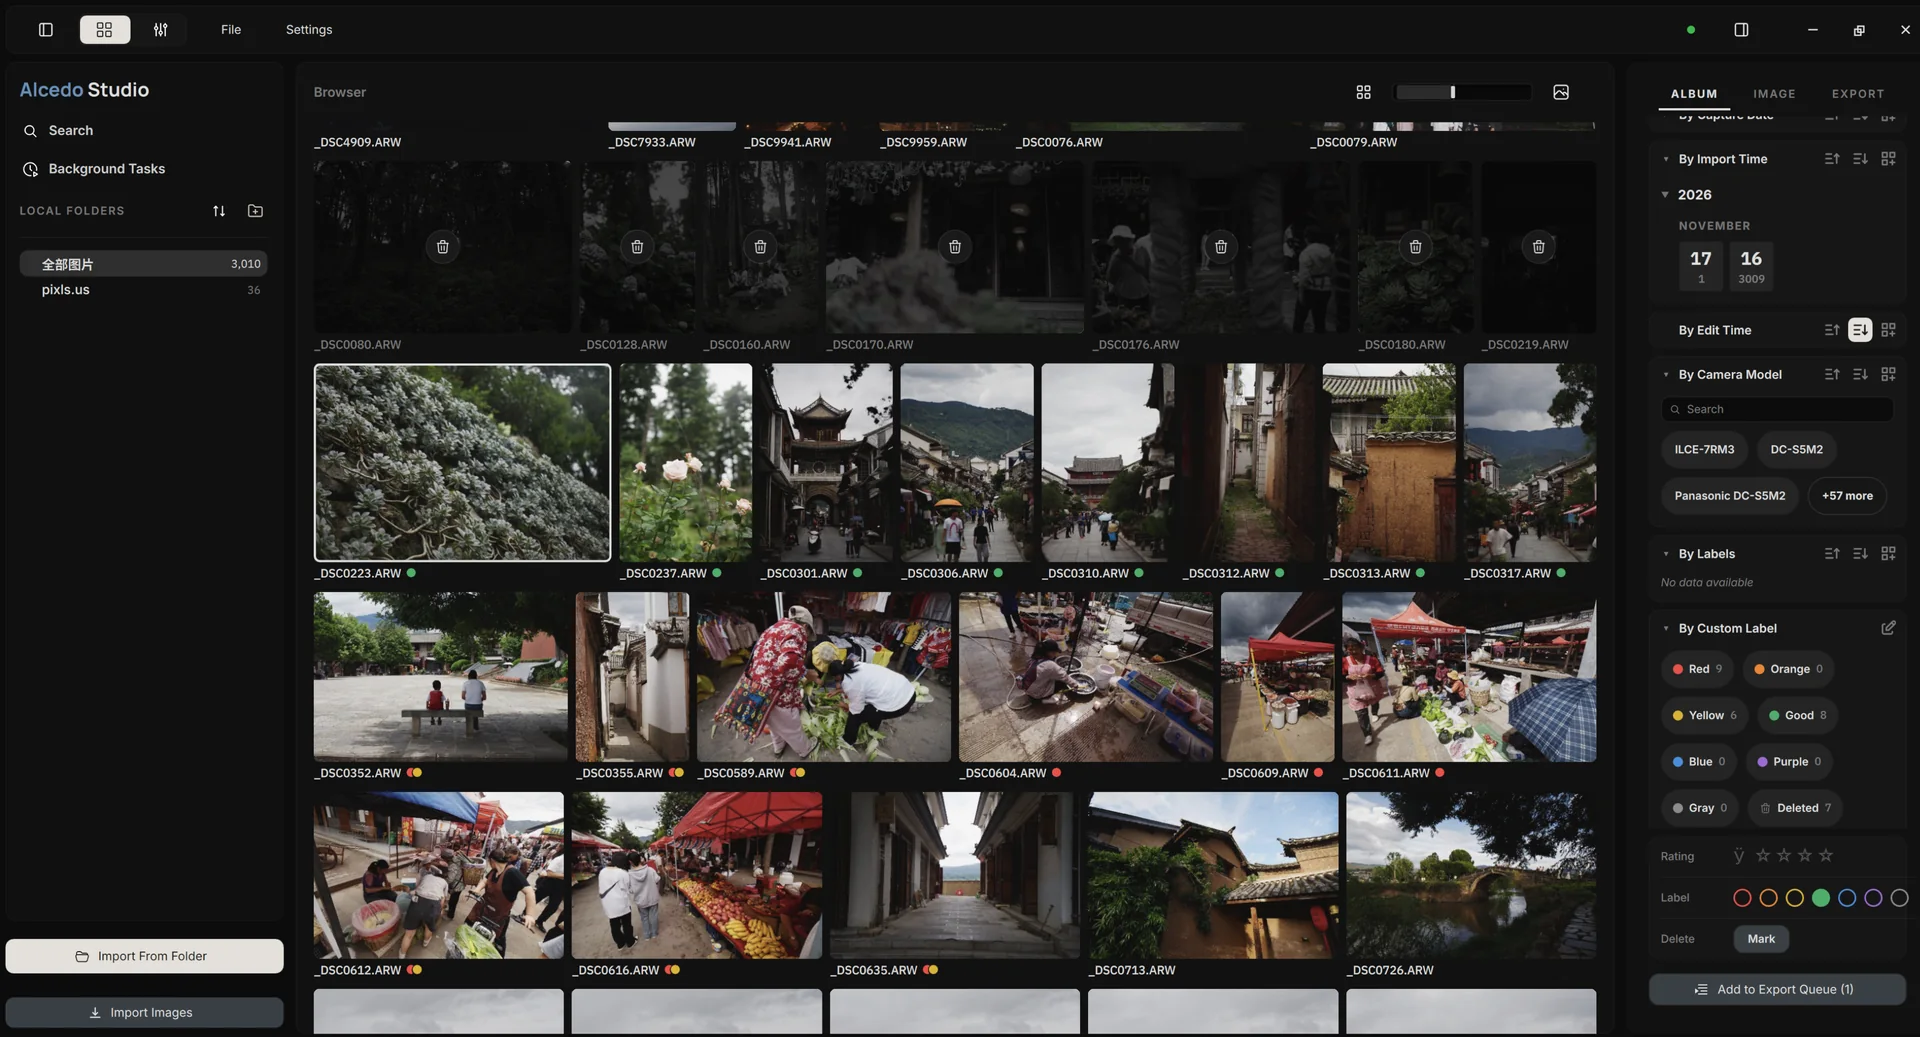 File
Settings
Alcedo Studio
Search
Background Tasks
LOCAL FOLDERS
全部图片 3,010
pixls.us 36
Import From Folder
Import Images
Browser
_DSC4909.ARW _DSC7933.ARW _DSC9941.ARW _DSC9959.ARW _DSC0076.ARW _DSC0079.ARW
_DSC0080.ARW _DSC0128.ARW _DSC0160.ARW _DSC0170.ARW _DSC0176.ARW _DSC0180.ARW _DSC0219.ARW
_DSC0223.ARW _DSC0237.ARW _DSC0301.ARW _DSC0306.ARW _DSC0310.ARW _DSC0312.ARW _DSC0313.ARW _DSC0317.ARW
_DSC0352.ARW _DSC0355.ARW _DSC0589.ARW _DSC0604.ARW _DSC0609.ARW _DSC0611.ARW
_DSC0612.ARW _DSC0616.ARW _DSC0635.ARW _DSC0713.ARW _DSC0726.ARW
ALBUM IMAGE EXPORT
By Capture Date
By Import Time
2026
NOVEMBER
17 16
1 3009
By Edit Time
By Camera Model
Search
ILCE-7RM3 DC-S5M2
Panasonic DC-S5M2 +57 more
By Labels
No data available
By Custom Label
Red 9 Orange 0
Yellow 6 Good 8
Blue 0 Purple 0
Gray 0 Deleted 7
Rating ÿ ☆ ☆ ☆ ☆
Label
Delete Mark
Add to Export Queue (1)